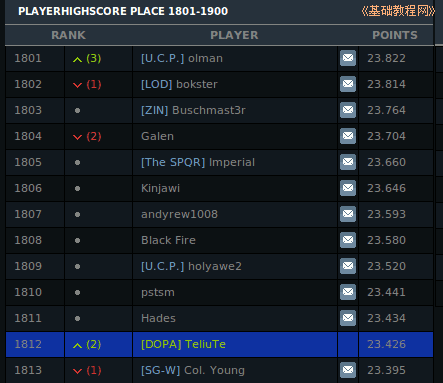 PLAYERHIGHSCORE PLACE 1801-1900 《基础教程网》
RANK PLAYER POINTS
1801 (3) [U.C.P.] olman 23.822
1802 (1) [LOD] bokster 23.814
1803 [ZIN] Buschmast3r 23.764
1804 (2) Galen 23.704
1805 [The SPQR] Imperial 23.660
1806 Kinjawi 23.646
1807 andyrew1008 23.593
1808 Black Fire 23.580
1809 [U.C.P.] holyawe2 23.520
1810 pstsm 23.441
1811 Hades 23.434
1812 (2) [DOPA] TeliuTe 23.426
1813 (1) [SG-W] Col. Young 23.395